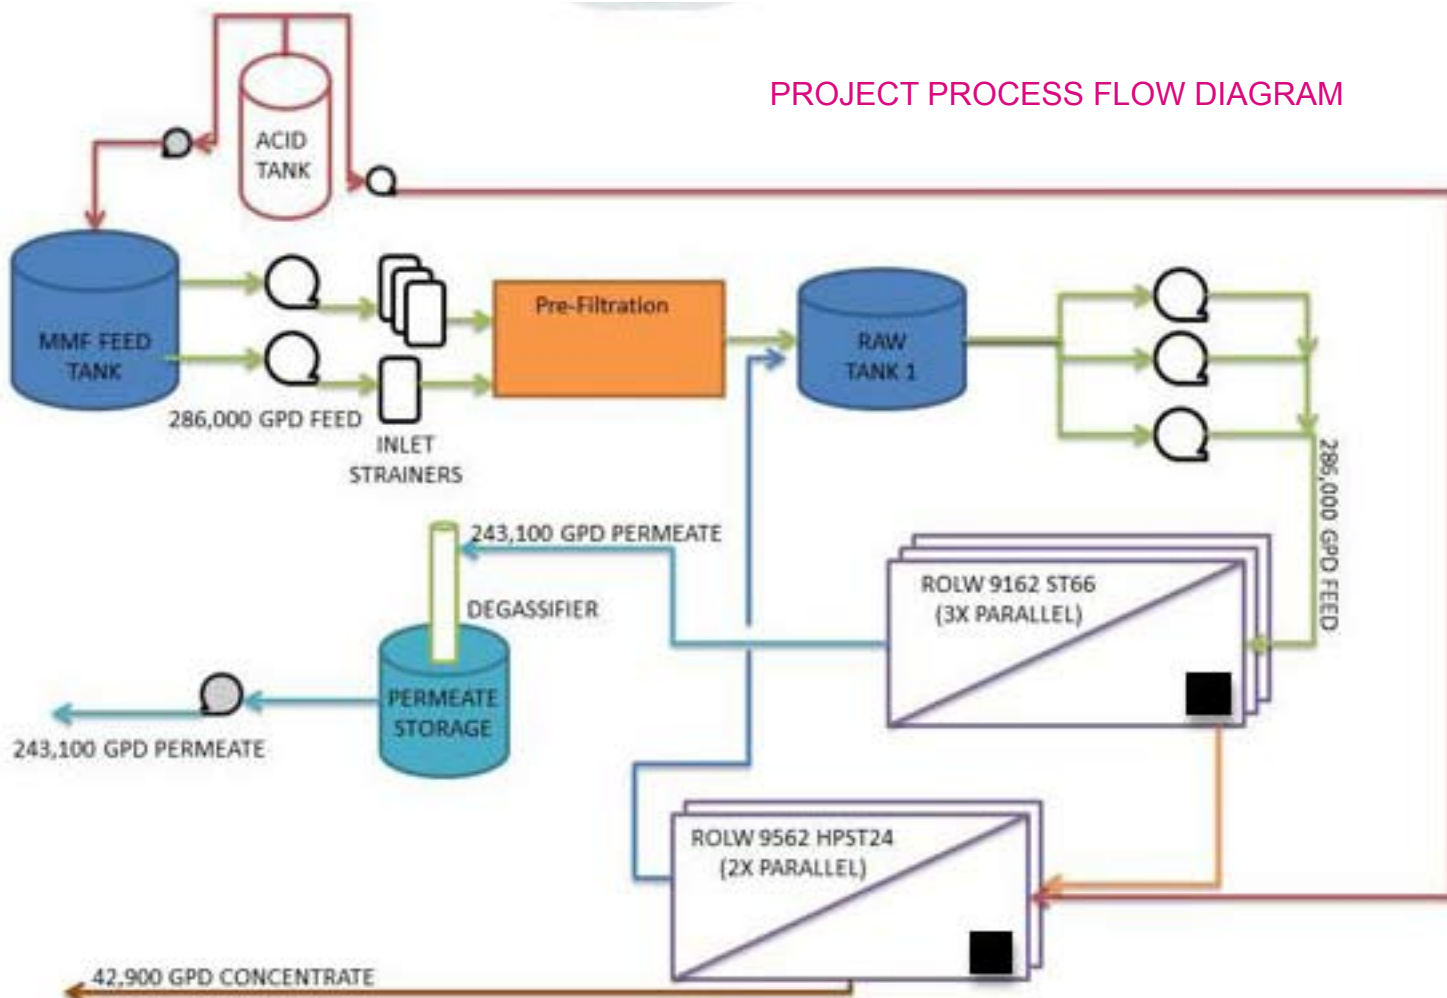 PROJECT PROCESS FLOW DIAGRAM
ACID
TANK
MMF FEED
TANK
286,000 GPD FEED
INLET
STRAINERS
Pre-Filtration
RAW
TANK 1
286,000 GPD FEED
243,100 GPD PERMEATE
DEGASSIFIER
PERMEATE
STORAGE
243,100 GPD PERMEATE
ROLW 9162 ST66
(3X PARALLEL)
ROLW 9562 HPST24
(2X PARALLEL)
42,900 GPD CONCENTRATE